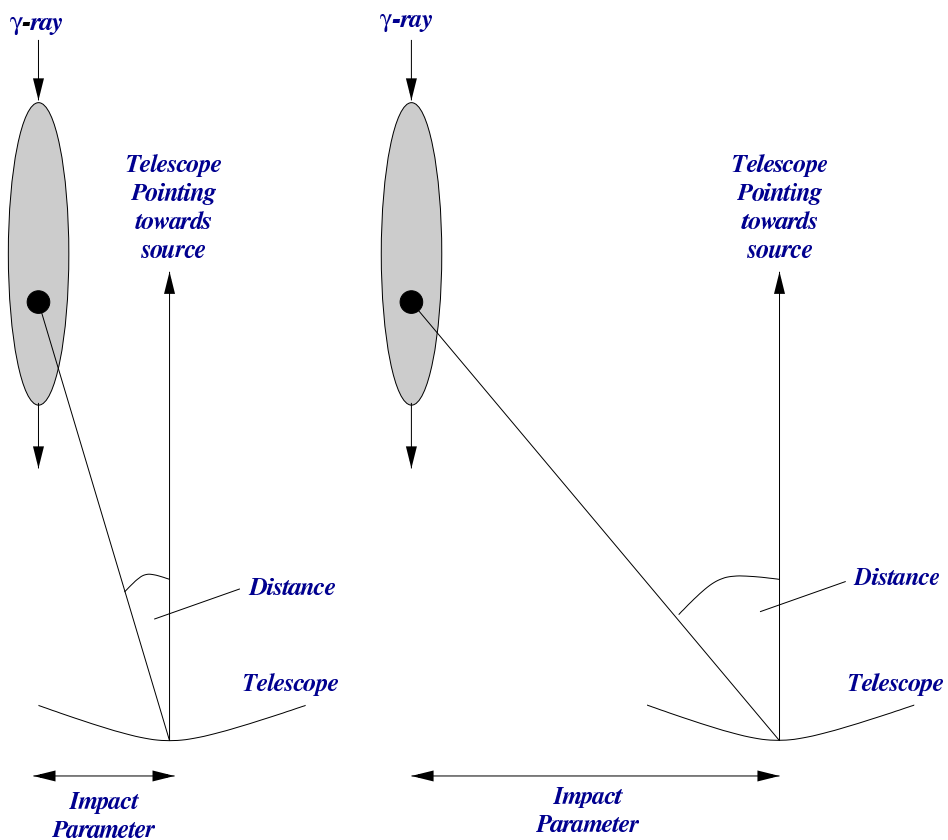 γ-ray
Telescope
Pointing
towards
source
Distance
Telescope
Impact
Parameter
γ-ray
Telescope
Pointing
towards
source
Distance
Telescope
Impact
Parameter